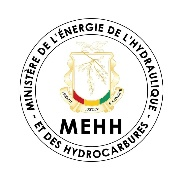 MINISTÈRE DE L'ÉNERGIE DE L'HYDRAULIQUE
- ET DES HYDROCARBURES -
MEHH